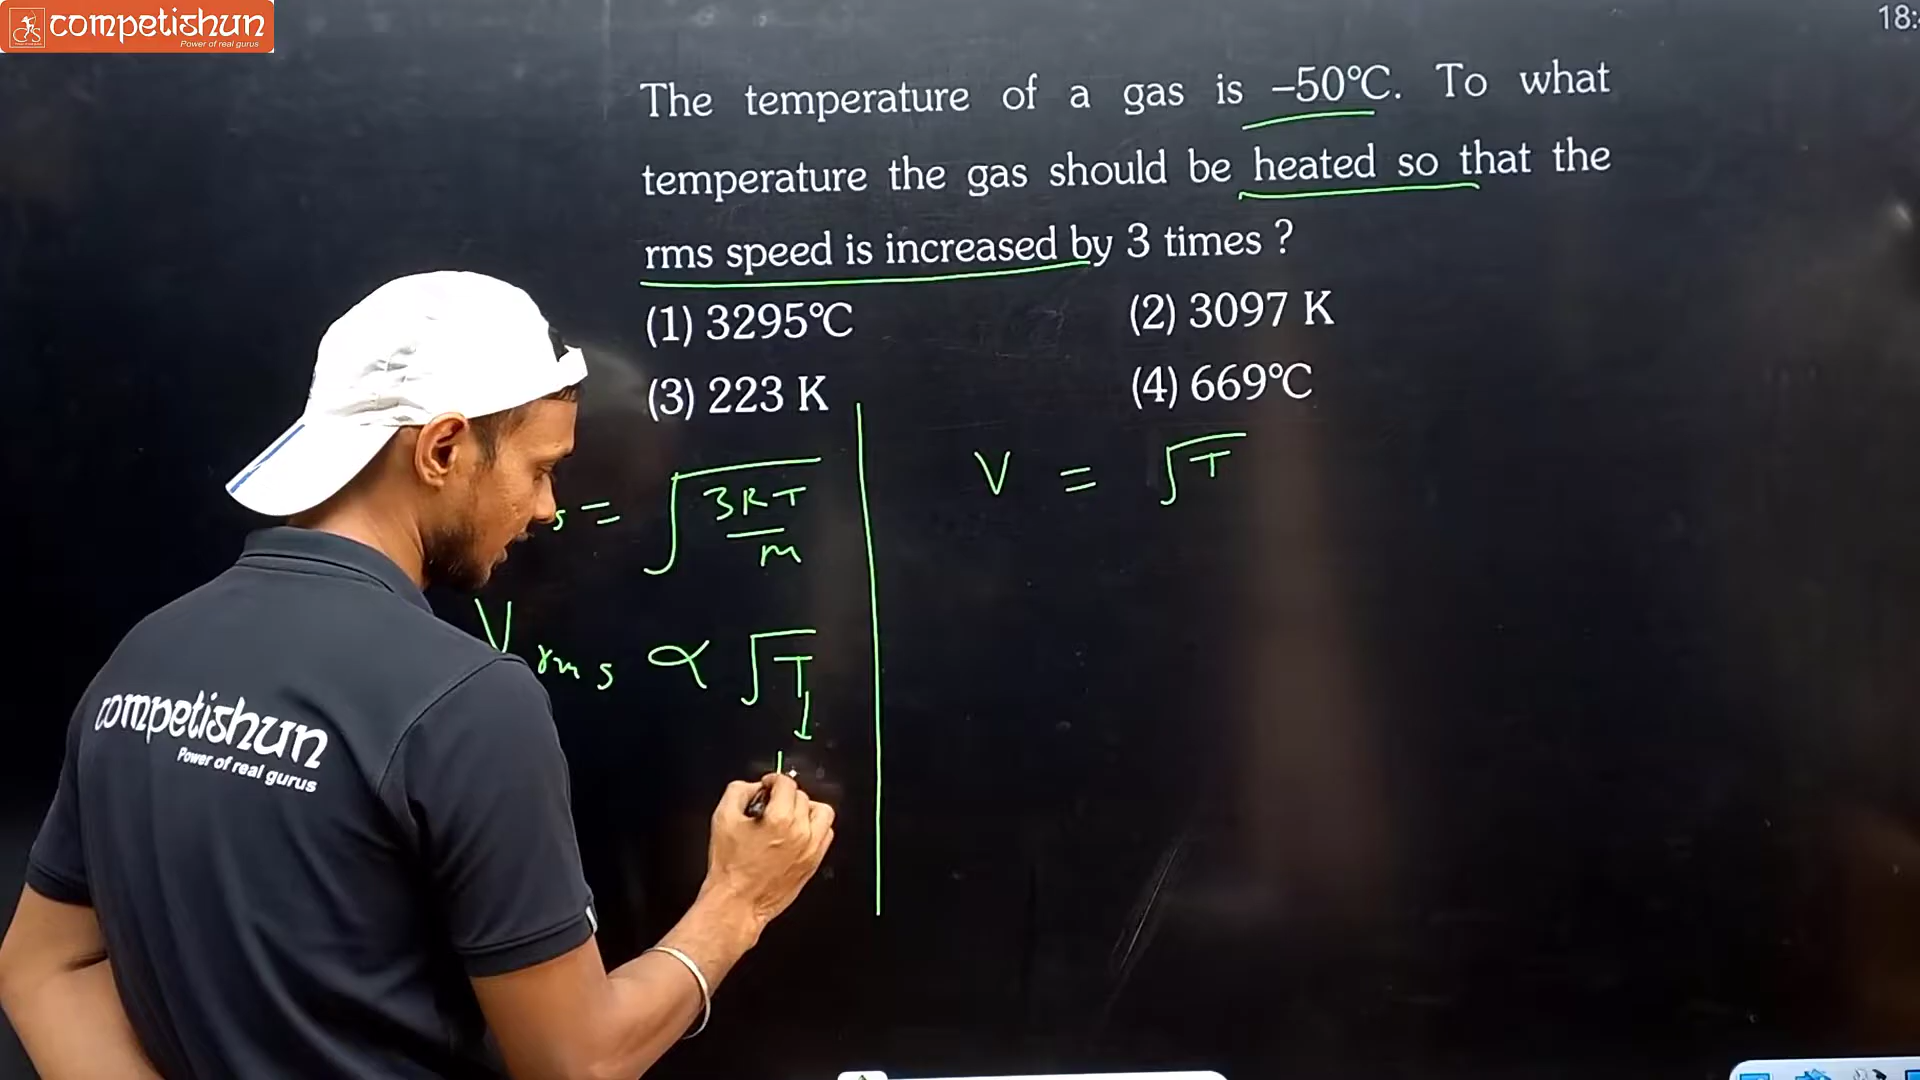 competishun
Power of real gurus
18:
The temperature of a gas is –50°C. To what
temperature the gas should be heated so that the
rms speed is increased by 3 times ?
(1) 3295°C
(2) 3097 K
(3) 223 K
(4) 669°C
s = √3RT/m
V = √T
V rms ∝ √T
competishun
Power of real gurus